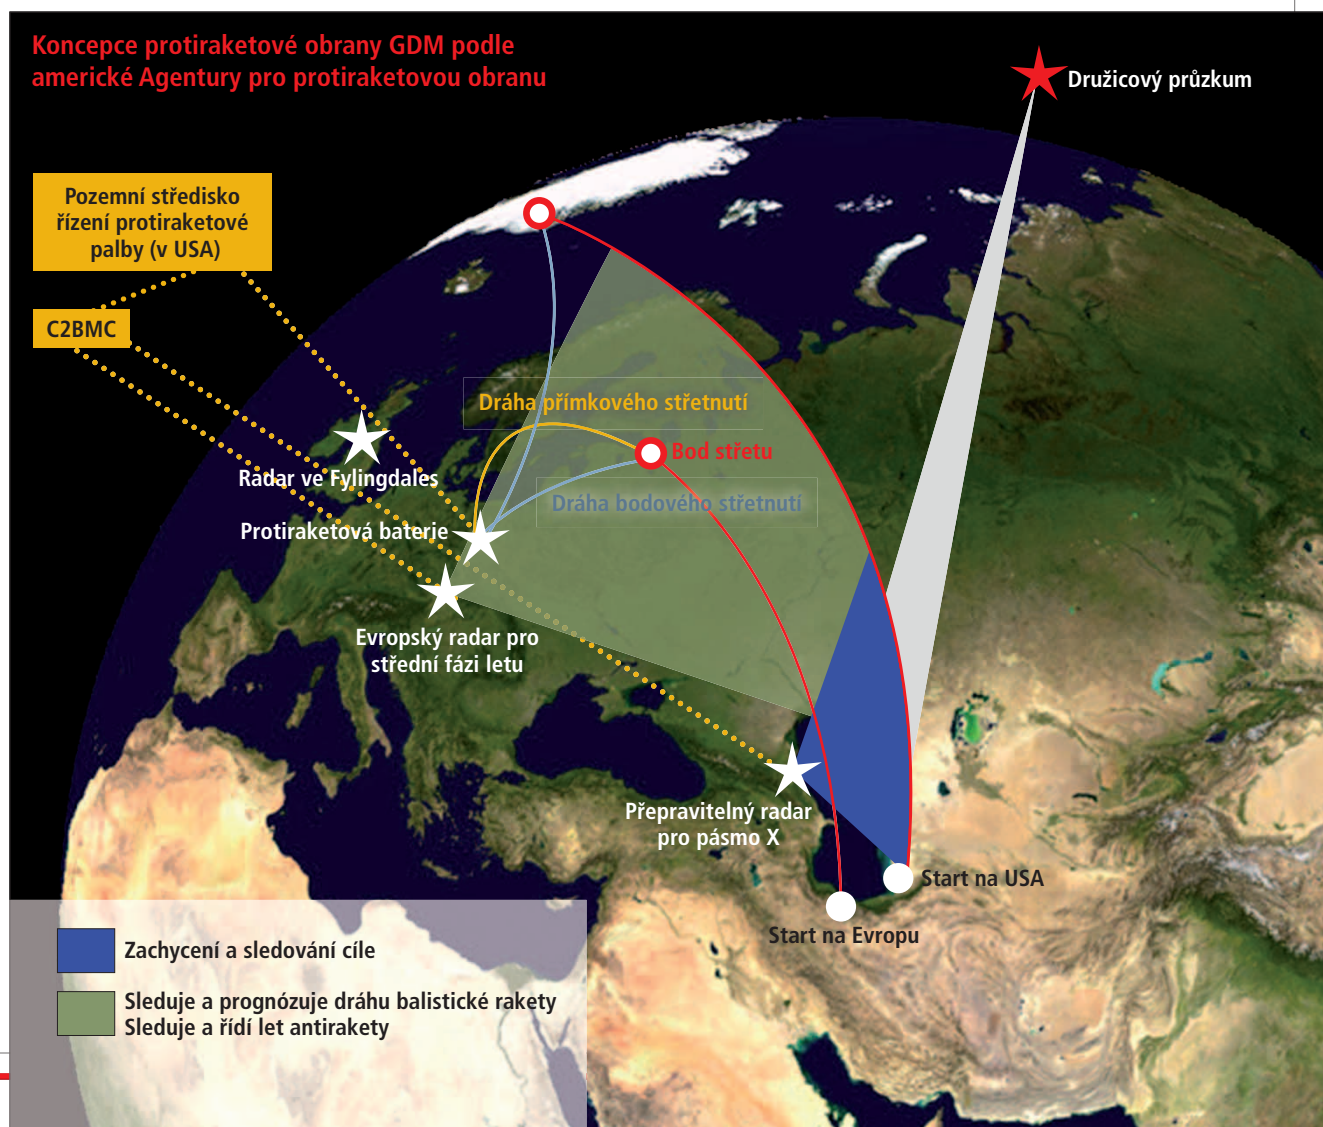 Koncepce protiraketové obrany GDM podle
americké Agentury pro protiraketovou obranu
Družicový průzkum
Pozemní středisko
řízení protiraketové
palby (v USA)
C2BMC
Dráha přímkového střetnutí
Bod střetu
Radar ve Fylingdales
Dráha bodového střetnutí
Protiraketová baterie
Evropský radar pro
střední fázi letu
Přepravitelný radar
pro pásmo X
Start na USA
Start na Evropu
Zachycení a sledování cíle
Sleduje a prognózuje dráhu balistické rakety
Sleduje a řídí let antirakety